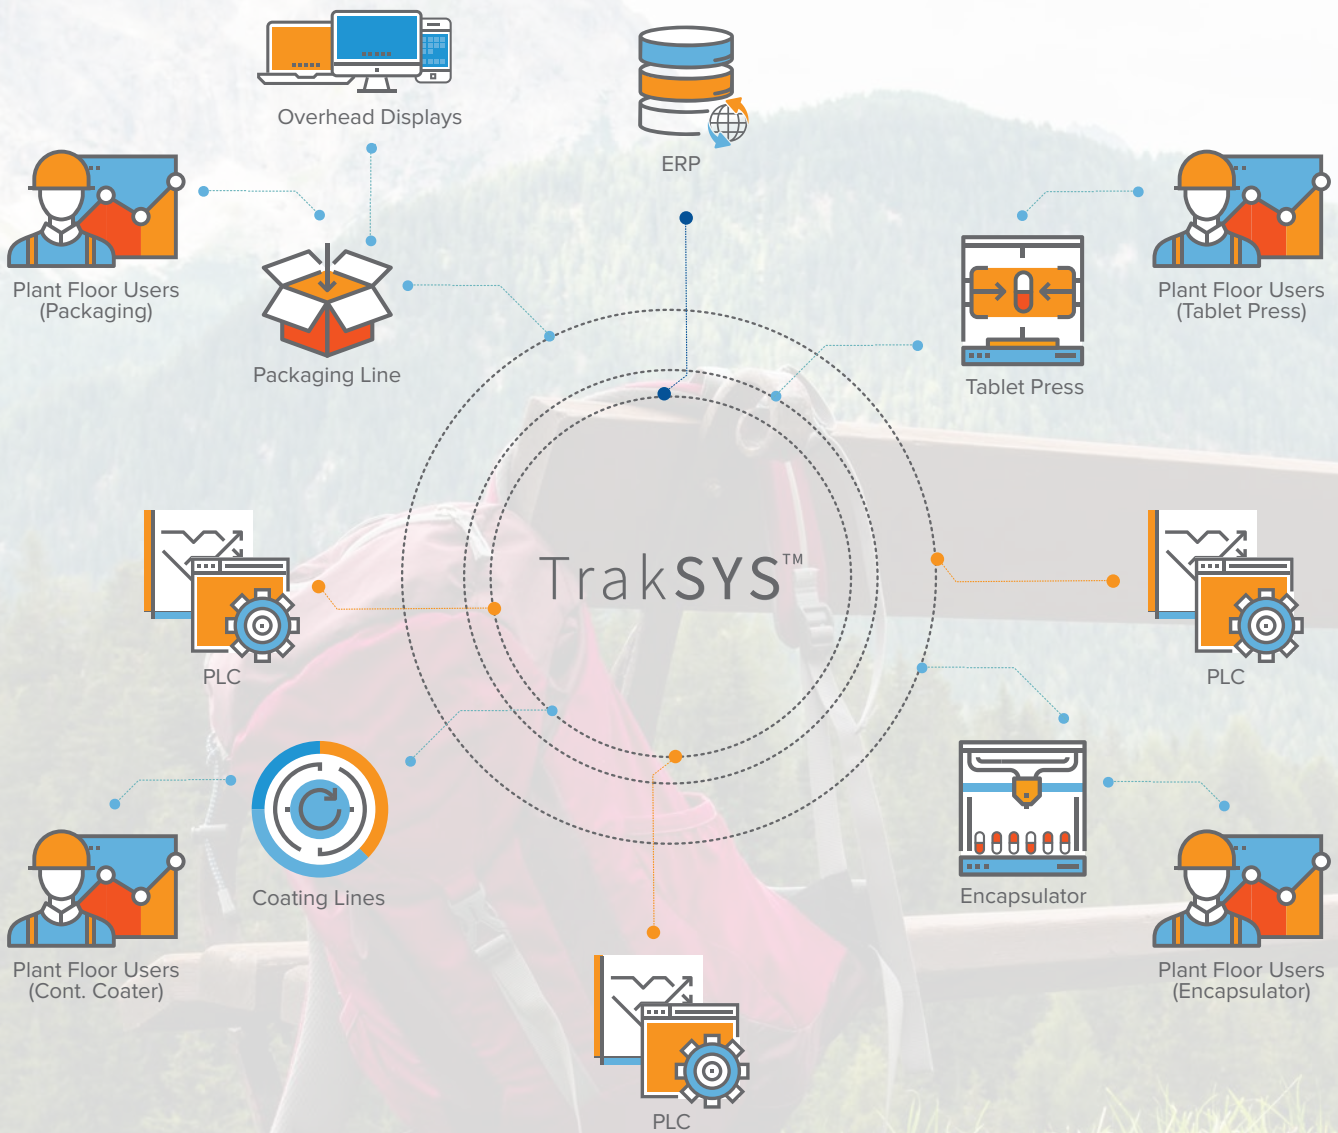 Overhead Displays
ERP
Plant Floor Users
(Packaging)
Plant Floor Users
(Tablet Press)
Packaging Line
Tablet Press
TrakSYS™
PLC
PLC
Coating Lines
Encapsulator
Plant Floor Users
(Cont. Coater)
Plant Floor Users
(Encapsulator)
PLC